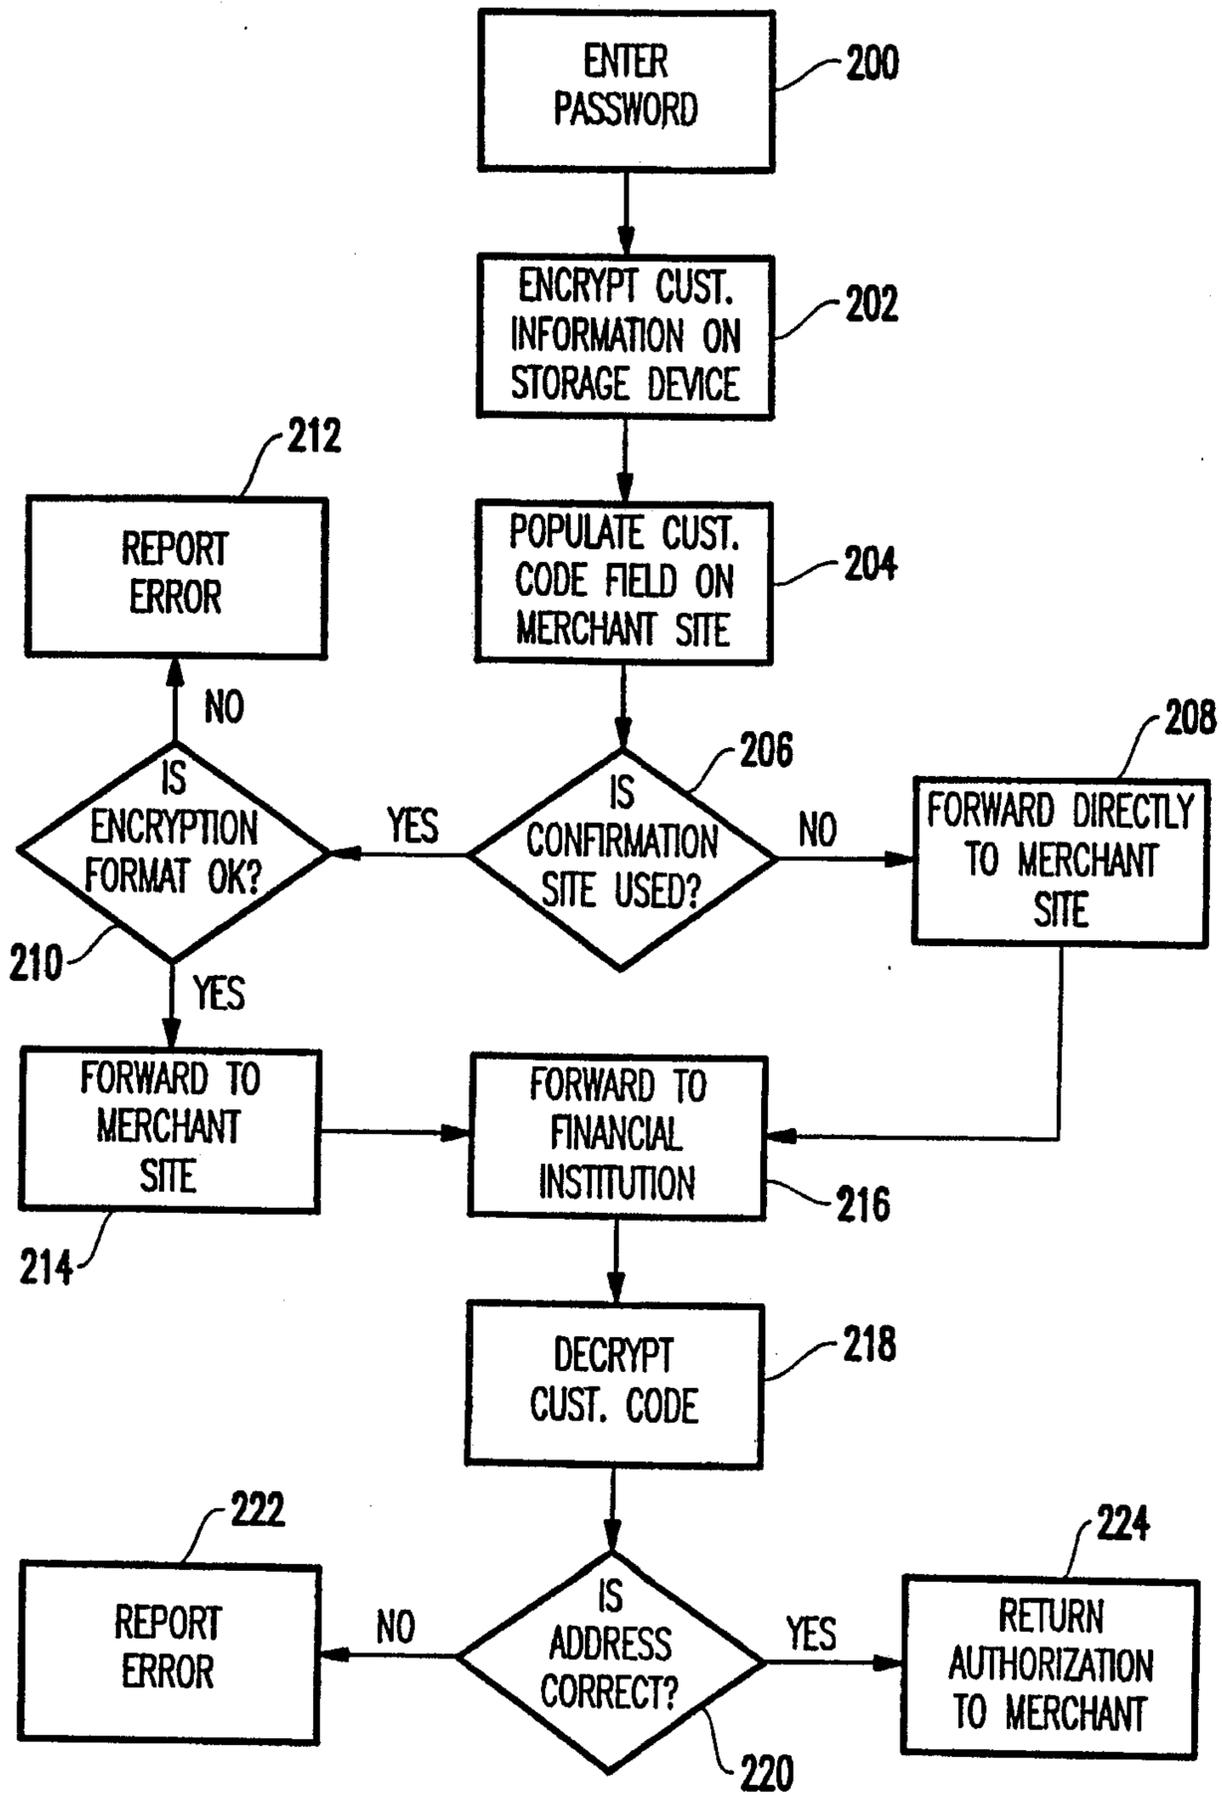 ENTER
PASSWORD
200
ENCRYPT CUST.
INFORMATION ON
STORAGE DEVICE
202
212
REPORT
ERROR
POPULATE CUST.
CODE FIELD ON
MERCHANT SITE
204
NO
206
208
IS
ENCRYPTION
FORMAT OK?
210
YES
IS
CONFIRMATION
SITE USED?
NO
FORWARD DIRECTLY
TO MERCHANT
SITE
YES
FORWARD TO
MERCHANT
SITE
214
FORWARD TO
FINANCIAL
INSTITUTION
216
DECRYPT
CUST. CODE
218
222
REPORT
ERROR
NO
IS
ADDRESS
CORRECT?
220
YES
224
RETURN
AUTHORIZATION
TO MERCHANT